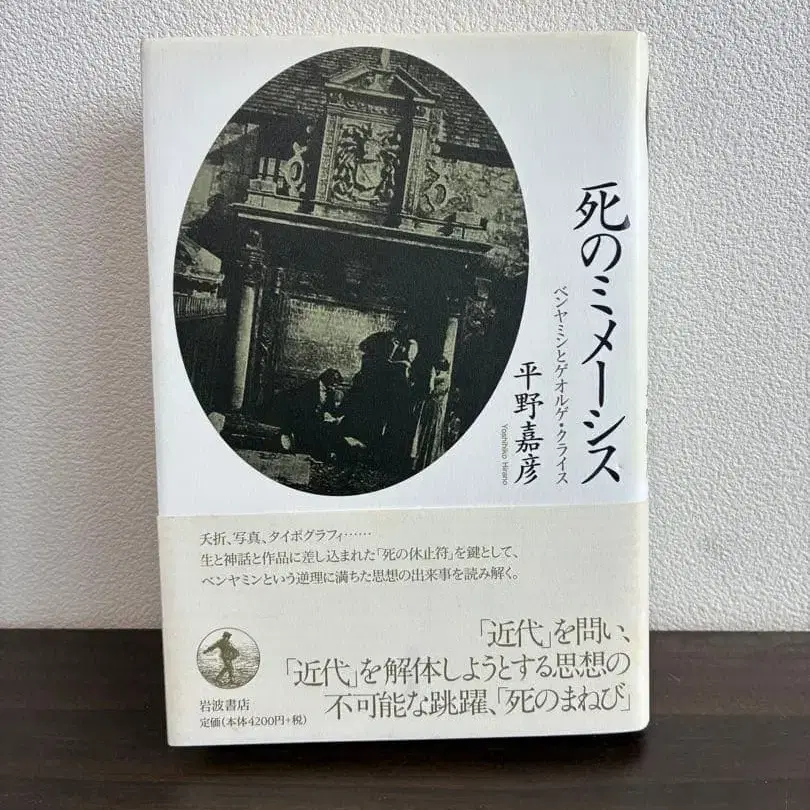 死のミメーシス
ベンヤミンとゲオルゲ・クライス
平野嘉彦
Yoshihiko Hirano
夭折、写真、タイポグラフィ……
生と神話と作品に差し込まれた「死の休止符」を鍵として、
ベンヤミンという逆理に満ちた思想の出来事を読み解く。
「近代」を問い、
「近代」を解体しようとする思想の
不可能な跳躍、「死のまねび」
岩波書店
定価(本体4200円+税)